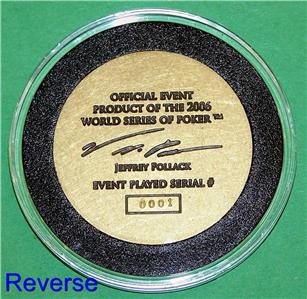 OFFICIAL EVENT
PRODUCT OF THE 2006
WORLD SERIES OF POKER™
JEFFREY POLLACK
EVENT PLAYED SERIAL #
0001
Reverse